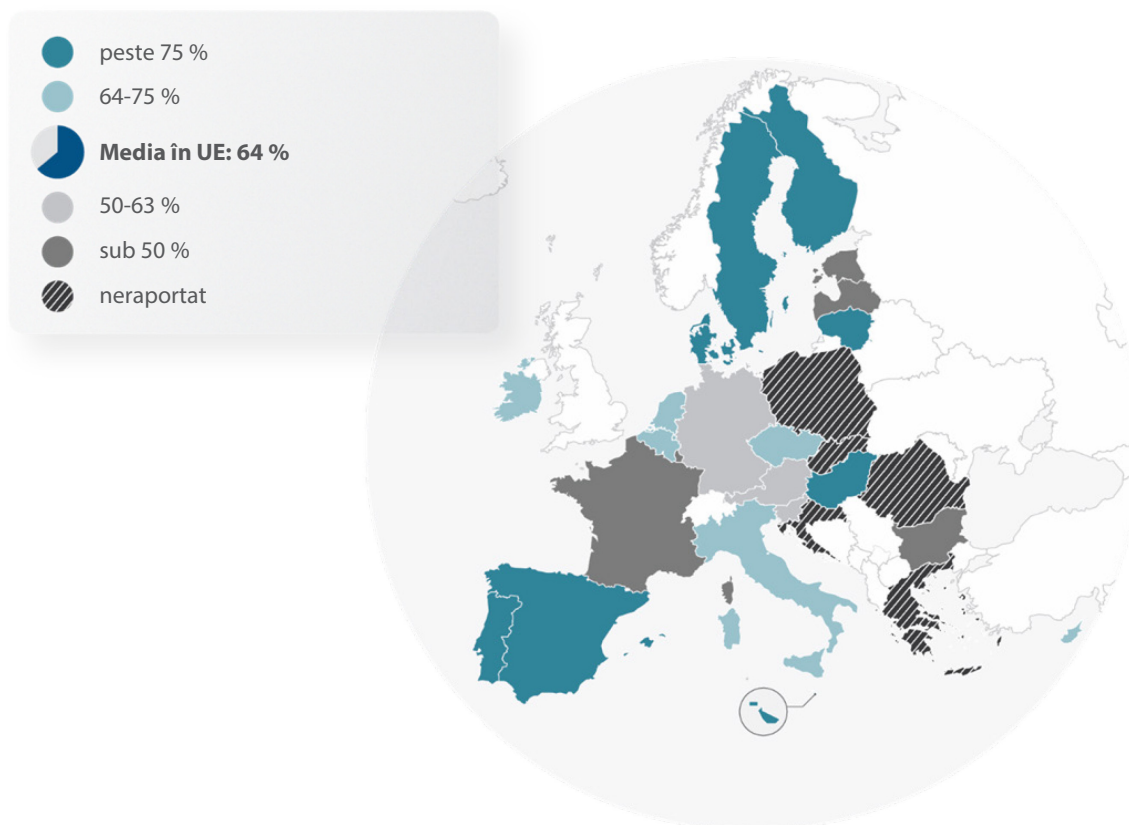 peste 75 %
64-75 %
Media în UE: 64 %
50-63 %
sub 50 %
neraportat